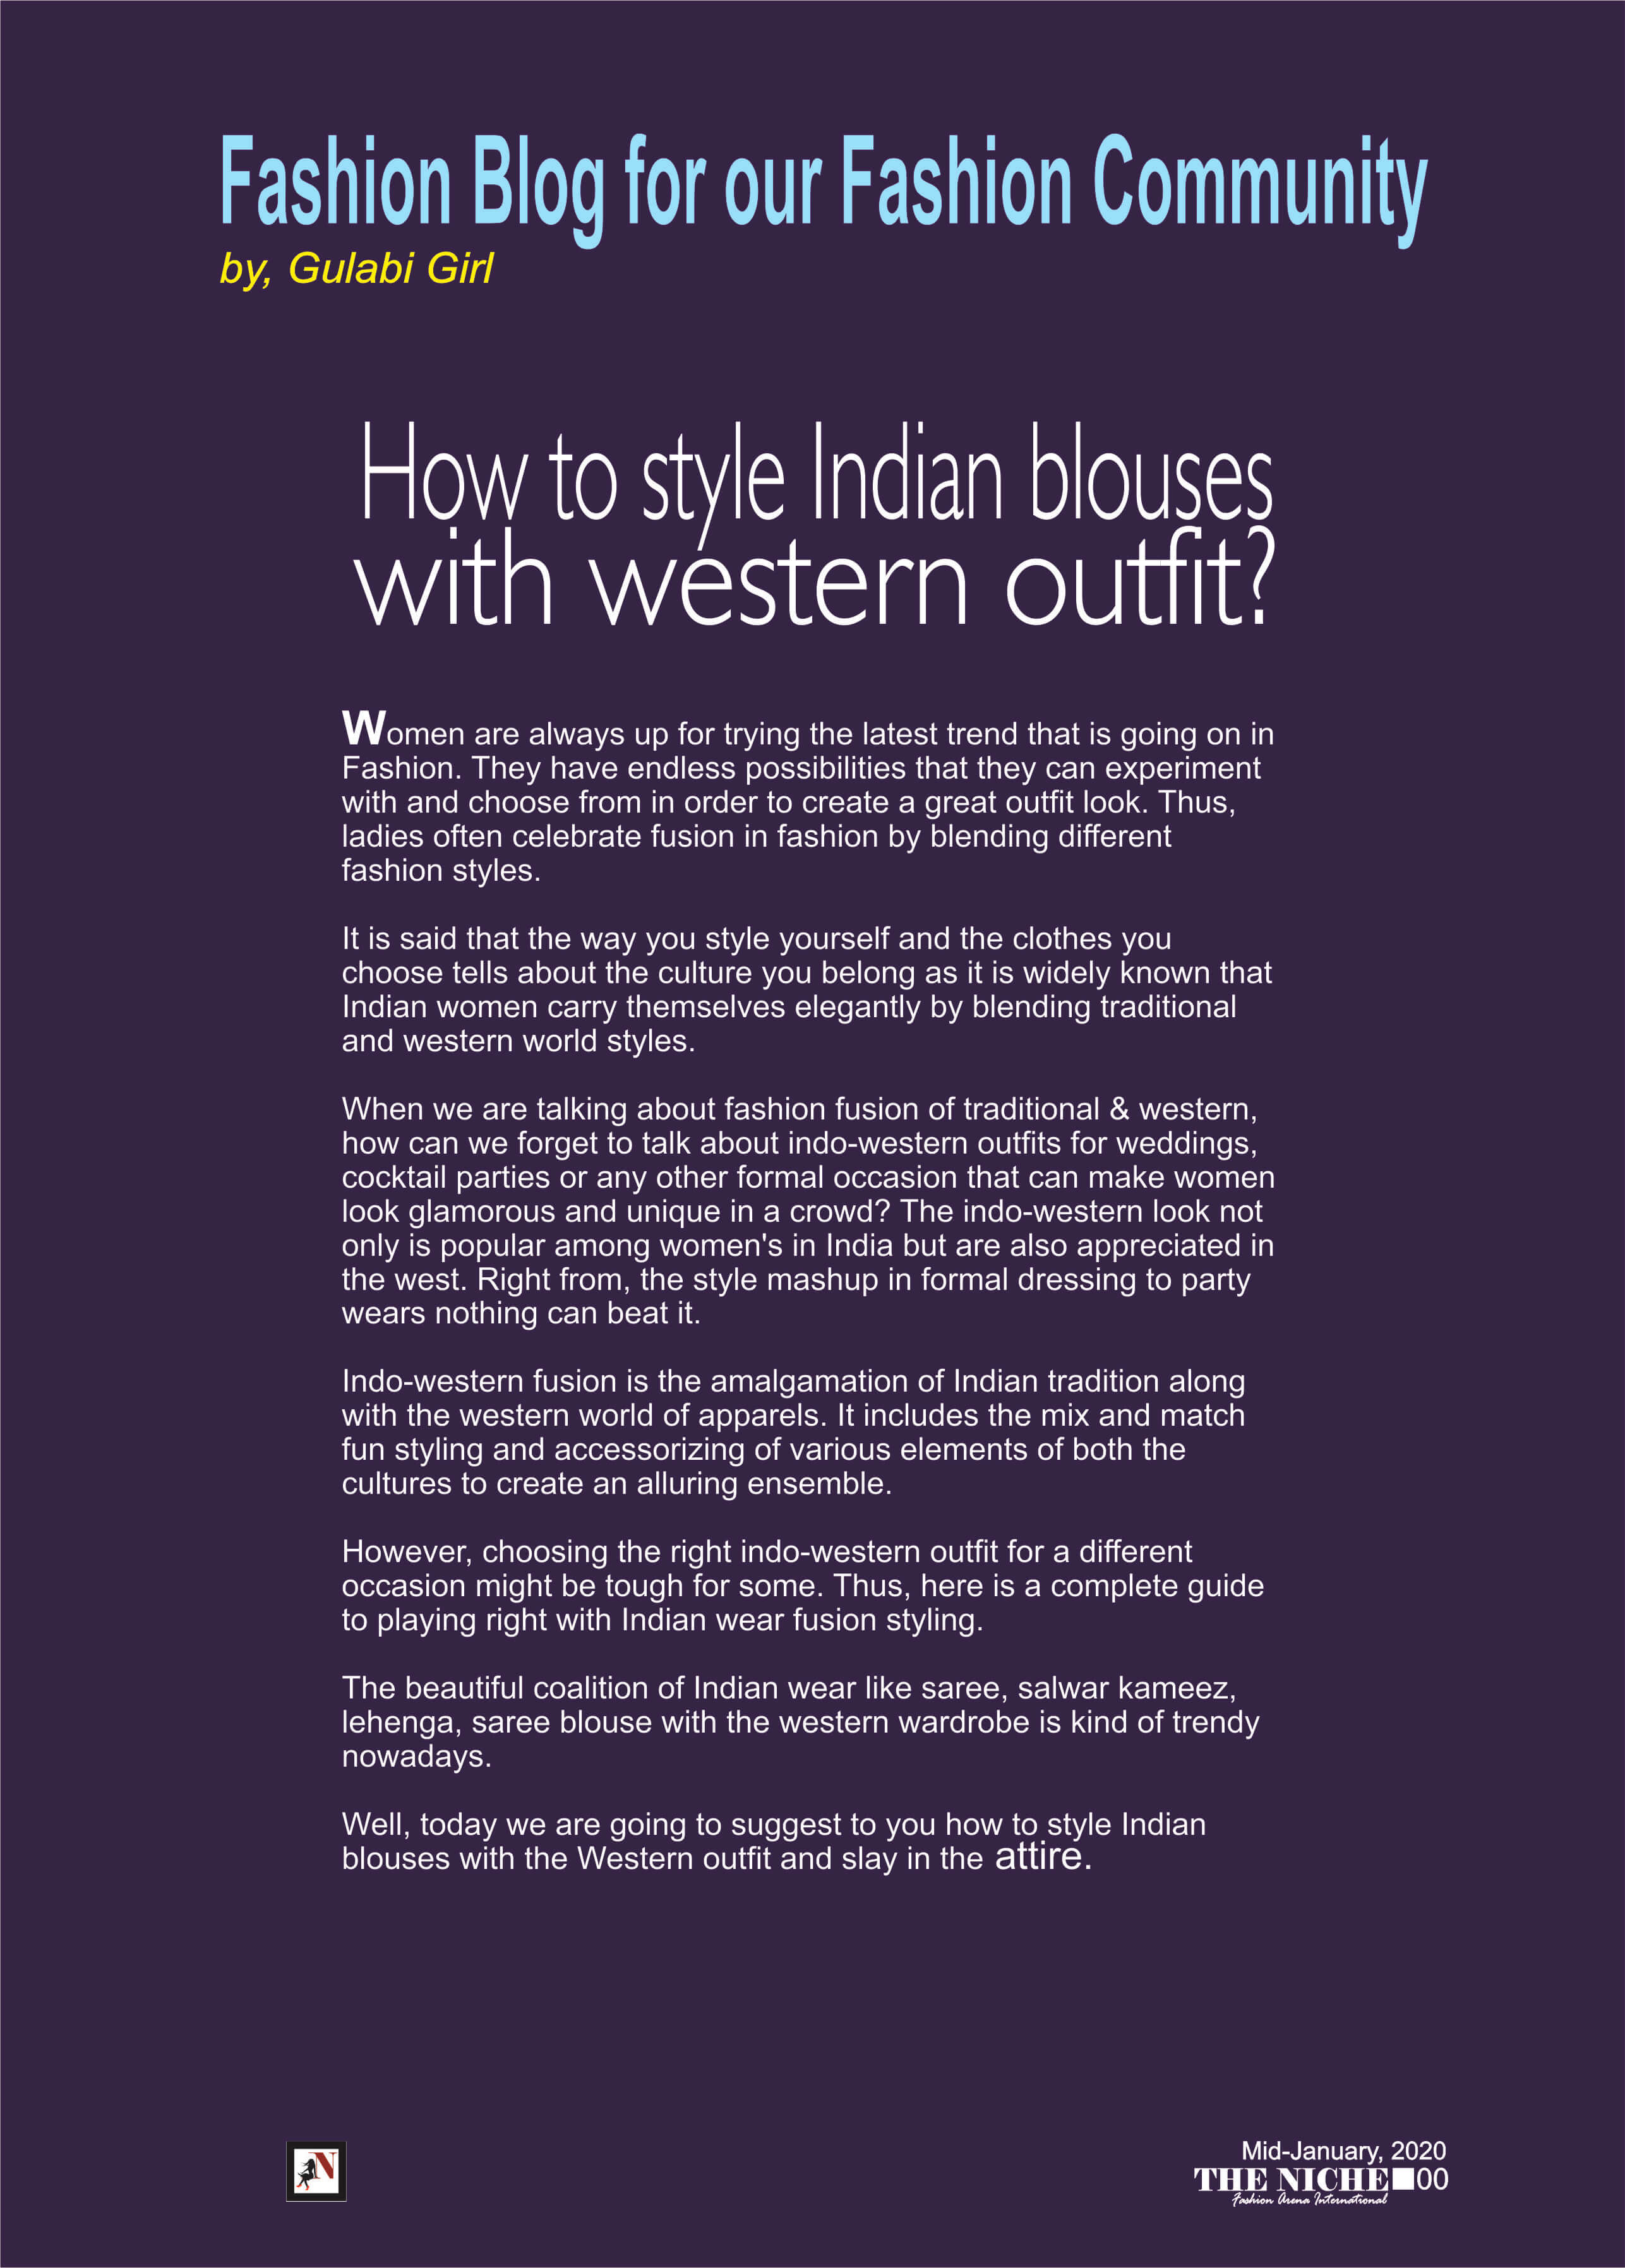 Fashion Blog for our Fashion Community
by, Gulabi Girl
How to style Indian blouses
with western outfit?
Women are always up for trying the latest trend that is going on in
Fashion. They have endless possibilities that they can experiment
with and choose from in order to create a great outfit look. Thus,
ladies often celebrate fusion in fashion by blending different
fashion styles.
It is said that the way you style yourself and the clothes you
choose tells about the culture you belong as it is widely known that
Indian women carry themselves elegantly by blending traditional
and western world styles.
When we are talking about fashion fusion of traditional & western,
how can we forget to talk about indo-western outfits for weddings,
cocktail parties or any other formal occasion that can make women
look glamorous and unique in a crowd? The indo-western look not
only is popular among women's in India but are also appreciated in
the west. Right from, the style mashup in formal dressing to party
wears nothing can beat it.
Indo-western fusion is the amalgamation of Indian tradition along
with the western world of apparels. It includes the mix and match
fun styling and accessorizing of various elements of both the
cultures to create an alluring ensemble.
However, choosing the right indo-western outfit for a different
occasion might be tough for some. Thus, here is a complete guide
to playing right with Indian wear fusion styling.
The beautiful coalition of Indian wear like saree, salwar kameez,
lehenga, saree blouse with the western wardrobe is kind of trendy
nowadays.
Well, today we are going to suggest to you how to style Indian
blouses with the Western outfit and slay in the attire.
N
Mid-January, 2020
THE NICHE■00
Fashion Arena International